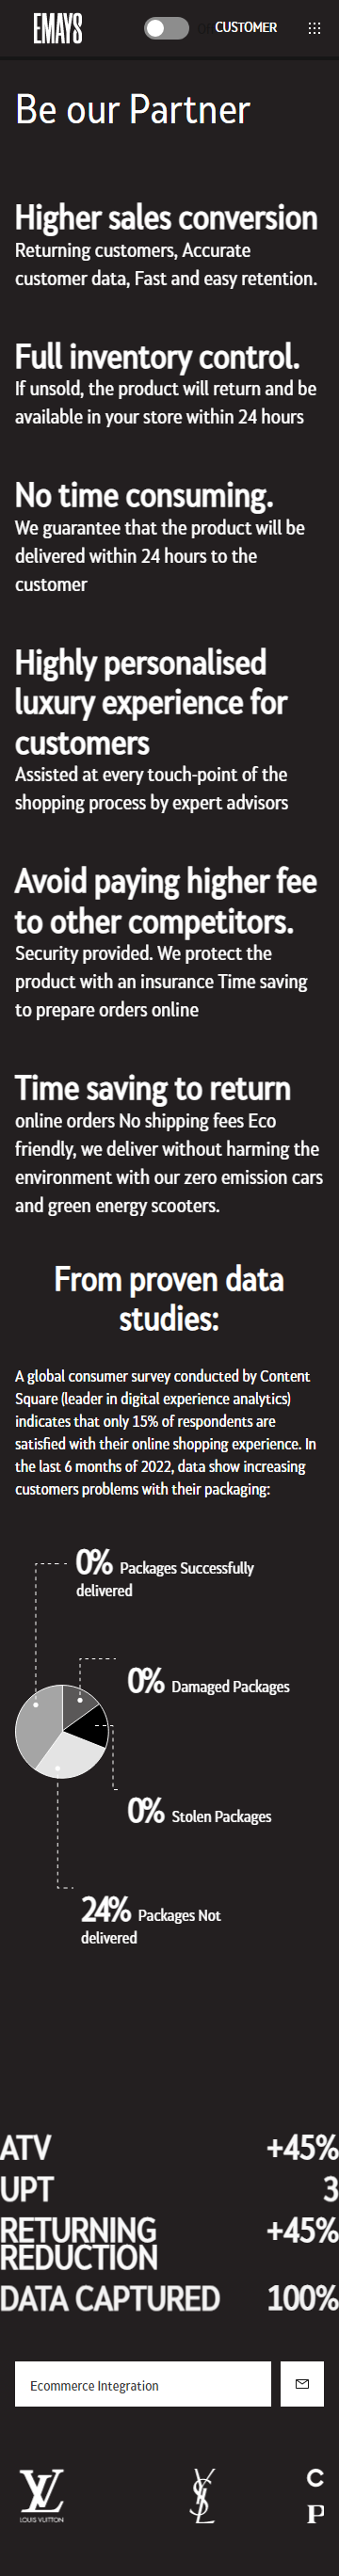 EMAYS
CUSTOMER
Be our Partner
Higher sales conversion
Returning customers, Accurate
customer data, Fast and easy retention.
Full inventory control.
If unsold, the product will return and be
available in your store within 24 hours
No time consuming.
We guarantee that the product will be
delivered within 24 hours to the
customer
Highly personalised
luxury experience for
customers
Assisted at every touch-point of the
shopping process by expert advisors
Avoid paying higher fee
to other competitors.
Security provided. We protect the
product with an insurance Time saving
to prepare orders online
Time saving to return
online orders No shipping fees Eco
friendly, we deliver without harming the
environment with our zero emission cars
and green energy scooters.
From proven data
studies:
A global consumer survey conducted by Content
Square (leader in digital experience analytics)
indicates that only 15% of respondents are
satisfied with their online shopping experience. In
the last 6 months of 2022, data show increasing
customers problems with their packaging:
0% Packages Successfully
delivered
0% Damaged Packages
0% Stolen Packages
24% Packages Not
delivered
ATV +45%
UPT 3
RETURNING +45%
REDUCTION
DATA CAPTURED 100%
Ecommerce Integration
LV YSL C
LOUIS VUITTON P